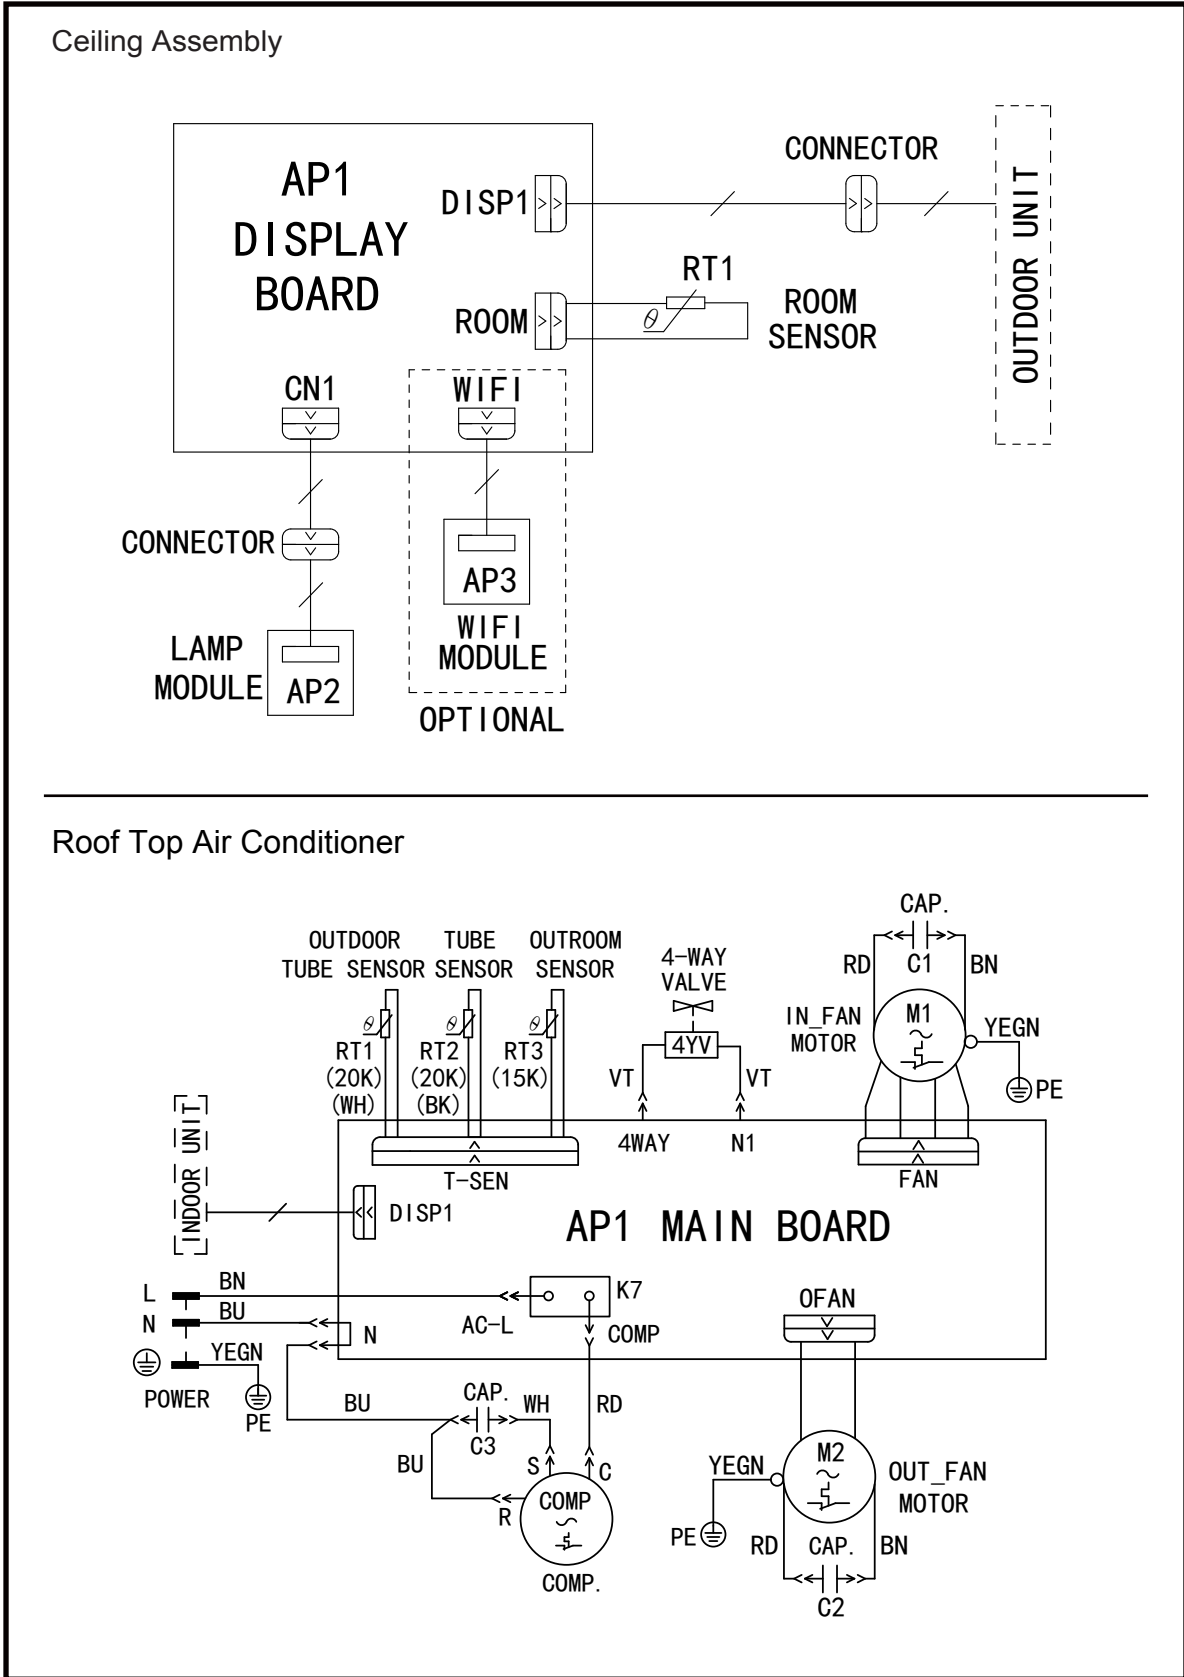 Ceiling Assembly
AP1
DISPLAY
BOARD
DISP1
CONNECTOR
OUTDOOR UNIT
RT1
θ
ROOM
ROOM
SENSOR
CN1
WIFI
CONNECTOR
AP3
WIFI
MODULE
LAMP
MODULE
AP2
OPTIONAL
Roof Top Air Conditioner
OUTDOOR
TUBE SENSOR
TUBE
SENSOR
OUTROOM
SENSOR
4-WAY
VALVE
CAP.
RD
C1
BN
θ
θ
θ
RT1
(20K)
(WH)
RT2
(20K)
(BK)
RT3
(15K)
4YV
VT
VT
IN_FAN
MOTOR
M1
YEGN
PE
INDOOR UNIT
T-SEN
4WAY
N1
FAN
DISP1
AP1 MAIN BOARD
L
BN
N
BU
AC-L
K7
COMP
N
OFAN
YEGN
POWER
PE
BU
CAP.
C3
WH
RD
BU
S
C
R
COMP
COMP.
YEGN
PE
M2
OUT_FAN
MOTOR
RD
CAP.
BN
C2